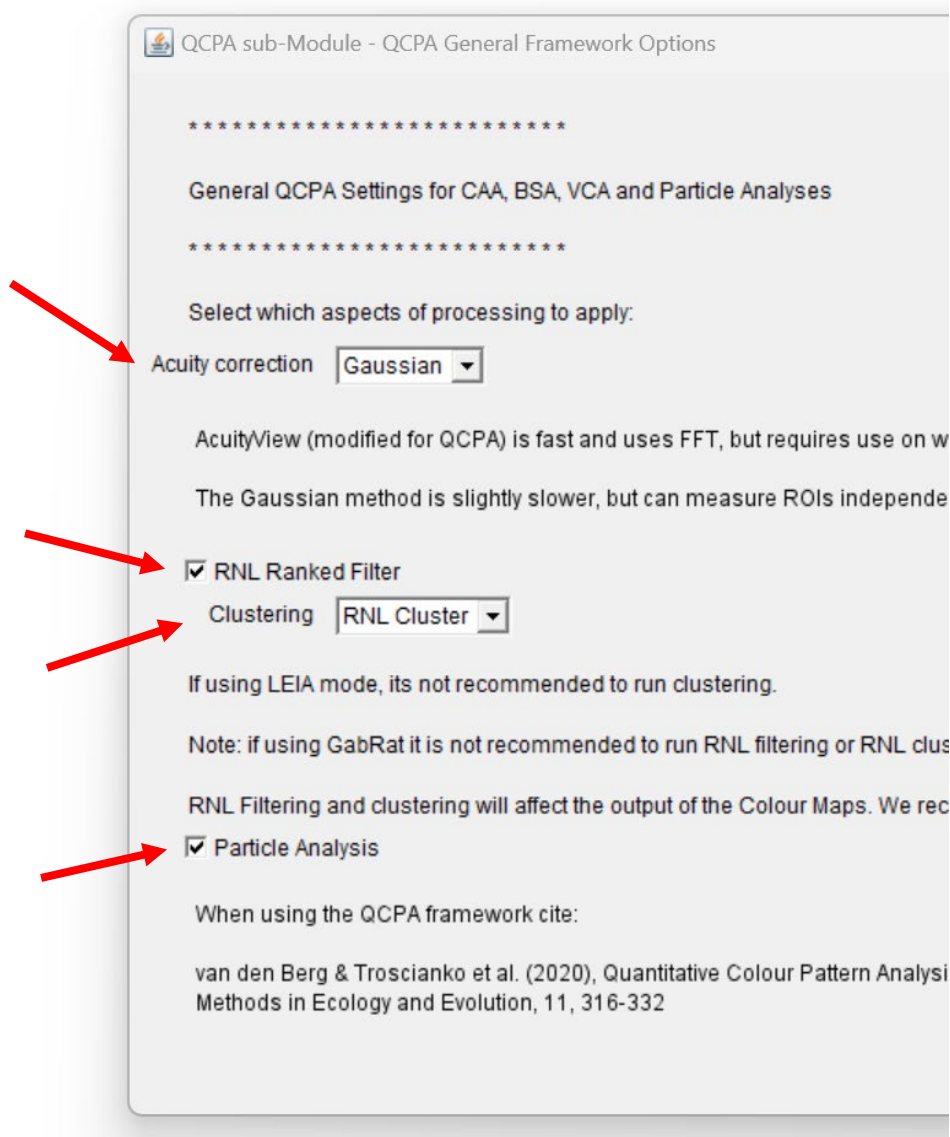 QCPA sub-Module - QCPA General Framework Options
* * * * * * * * * * * * * * * * * * * * * * * * * *
General QCPA Settings for CAA, BSA, VCA and Particle Analyses
* * * * * * * * * * * * * * * * * * * * * * * * * *
Select which aspects of processing to apply:
Acuity correction Gaussian
AcuityView (modified for QCPA) is fast and uses FFT, but requires use on w
The Gaussian method is slightly slower, but can measure ROIs independe
RNL Ranked Filter
Clustering RNL Cluster
If using LEIA mode, its not recommended to run clustering.
Note: if using GabRat it is not recommended to run RNL filtering or RNL clus
RNL Filtering and clustering will affect the output of the Colour Maps. We rec
Particle Analysis
When using the QCPA framework cite:
van den Berg & Troscianko et al. (2020), Quantitative Colour Pattern Analysi
Methods in Ecology and Evolution, 11, 316-332